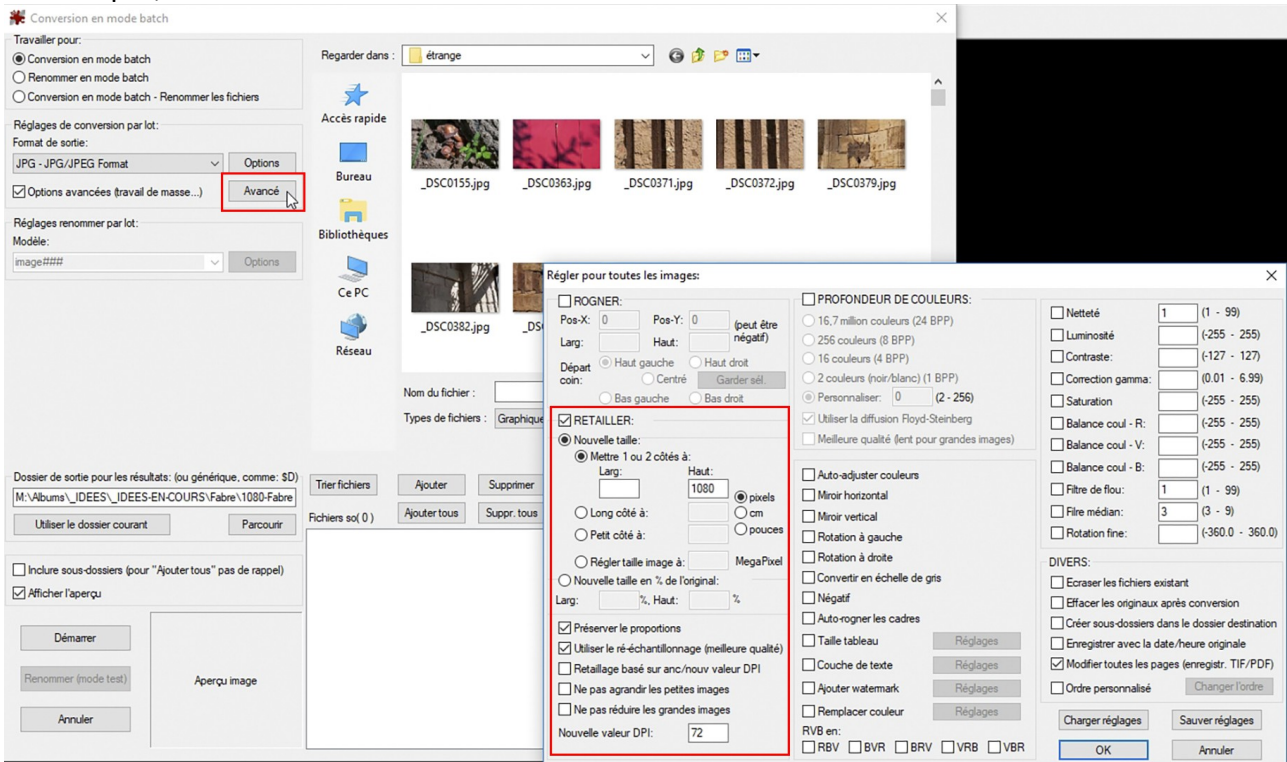 Conversion en mode batch
Travailler pour:
Conversion en mode batch
Renommer en mode batch
Conversion en mode batch - Renommer les fichiers
Réglages de conversion par lot:
Format de sortie:
JPG - JPG/JPEG Format
Options
Options avancées (travail de masse...)
Avancé
Réglages renommer par lot:
Modèle:
image###
Options
Regarder dans :
étrange
Accès rapide
Bureau
Bibliothèques
Ce PC
Réseau
_DSC0155.jpg
_DSC0363.jpg
_DSC0371.jpg
_DSC0372.jpg
_DSC0379.jpg
_DSC0382.jpg
Nom du fichier :
Types de fichiers :
Dossier de sortie pour les résultats: (ou générique, comme: $D)
M:\Albums\_IDEES\_IDEES-EN-COURS\Fabre\1080-Fabre
Utiliser le dossier courant
Parcourir
Trier fichiers
Ajouter
Supprimer
Fichiers so( 0 )
Ajouter tous
Suppr. tous
Inclure sous-dossiers (pour "Ajouter tous" pas de rappel)
Afficher l'aperçu
Démarrer
Renommer (mode test)
Annuler
Aperçu image
Régler pour toutes les images:
ROGNER:
Pos-X: 0 Pos-Y: 0 (peut être négatif)
Larg: Haut:
Départ coin:
Haut gauche
Haut droit
Centré
Garder sél.
Bas gauche
Bas droit
RETAILLER:
Nouvelle taille:
Mettre 1 ou 2 côtés à:
Larg: Haut:
1080
pixels
Long côté à:
cm
Petit côté à:
pouces
Régler taille image à: MegaPixel
Nouvelle taille en % de l'original:
Larg: %, Haut: %
Préserver le proportions
Utiliser le ré-échantillonnage (meilleure qualité)
Retaillage basé sur anc/nouv valeur DPI
Ne pas agrandir les petites images
Ne pas réduire les grandes images
Nouvelle valeur DPI: 72
PROFONDEUR DE COULEURS:
16,7 million couleurs (24 BPP)
256 couleurs (8 BPP)
16 couleurs (4 BPP)
2 couleurs (noir/blanc) (1 BPP)
Personnaliser: 0 (2 - 256)
Utiliser la diffusion Floyd-Steinberg
Meilleure qualité (lent pour grandes images)
Auto-adjuster couleurs
Miroir horizontal
Miroir vertical
Rotation à gauche
Rotation à droite
Convertir en échelle de gris
Négatif
Auto-rogner les cadres
Taille tableau Réglages
Couche de texte Réglages
Ajouter watermark Réglages
Remplacer couleur Réglages
RVB en:
RBV BVR BRV VRB VBR
Netteté 1 (1 - 99)
Luminosité (-255 - 255)
Contraste: (-127 - 127)
Correction gamma: (0.01 - 6.99)
Saturation (-255 - 255)
Balance coul - R: (-255 - 255)
Balance coul - V: (-255 - 255)
Balance coul - B: (-255 - 255)
Filtre de flou: 1 (1 - 99)
Filre médian: 3 (3 - 9)
Rotation fine: (-360.0 - 360.0)
DIVERS:
Ecraser les fichiers existant
Effacer les originaux après conversion
Créer sous-dossiers dans le dossier destination
Enregistrer avec la date/heure originale
Modifier toutes les pages (enregistr. TIF/PDF)
Ordre personnalisé Changer l'ordre
Charger réglages Sauver réglages
OK Annuler